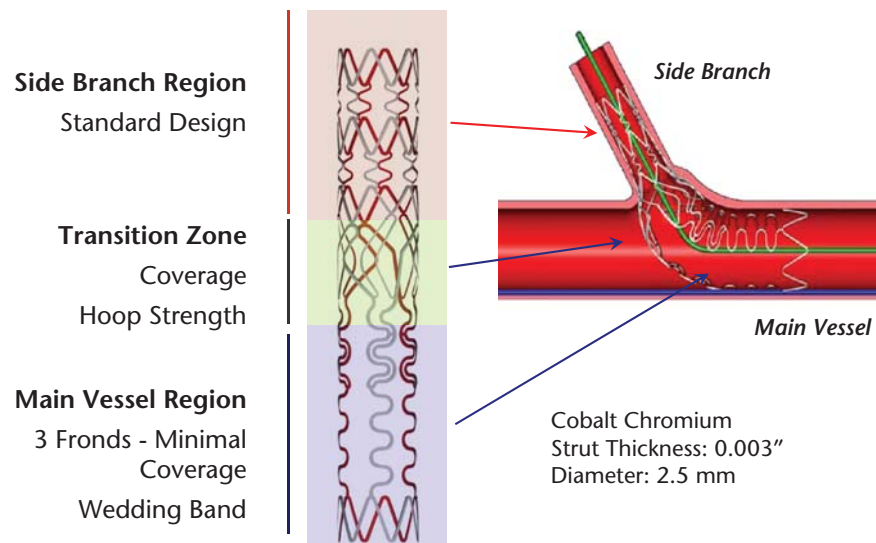 Side Branch Region
Standard Design
Transition Zone
Coverage
Hoop Strength
Main Vessel Region
3 Fronds - Minimal
Coverage
Wedding Band
Side Branch
Main Vessel
Cobalt Chromium
Strut Thickness: 0.003″
Diameter: 2.5 mm